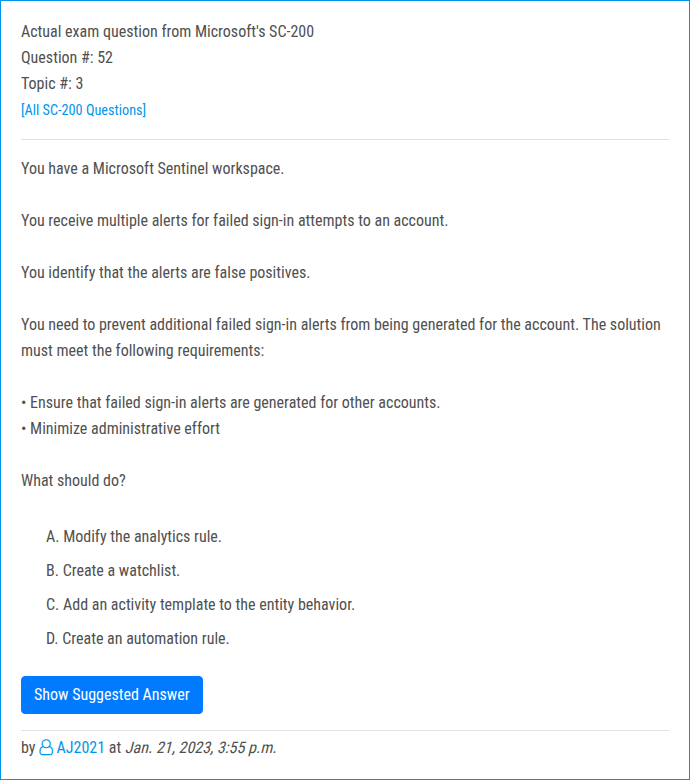 Actual exam question from Microsoft's SC-200
Question #: 52
Topic #: 3
[All SC-200 Questions]
You have a Microsoft Sentinel workspace.
You receive multiple alerts for failed sign-in attempts to an account.
You identify that the alerts are false positives.
You need to prevent additional failed sign-in alerts from being generated for the account. The solution
must meet the following requirements:
• Ensure that failed sign-in alerts are generated for other accounts.
• Minimize administrative effort
What should do?
A. Modify the analytics rule.
B. Create a watchlist.
C. Add an activity template to the entity behavior.
D. Create an automation rule.
Show Suggested Answer
by AJ2021 at Jan. 21, 2023, 3:55 p.m.